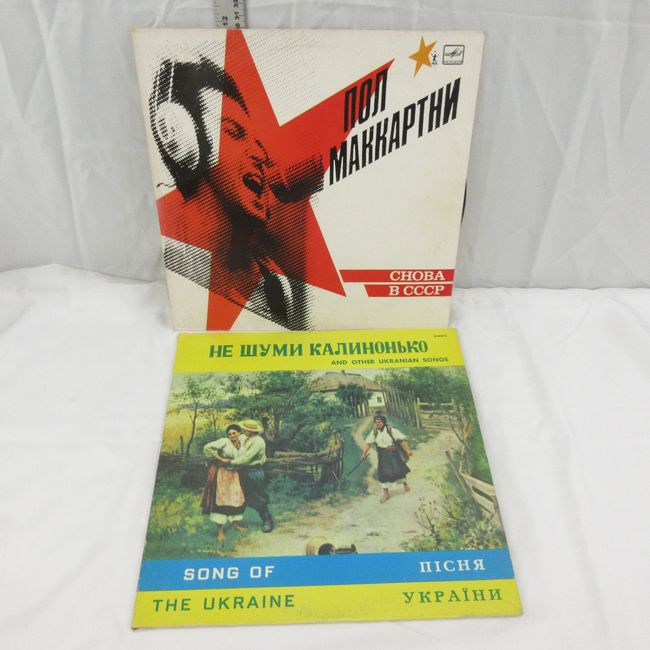 ПОЛ
МАККАРТНИ
СНОВА
В СССР
НЕ ШУМИ КАЛИНОНЬКО
AND OTHER UKRANIAN SONGS
SONG OF
ПІСНЯ
THE UKRAINE
УКРАЇНИ